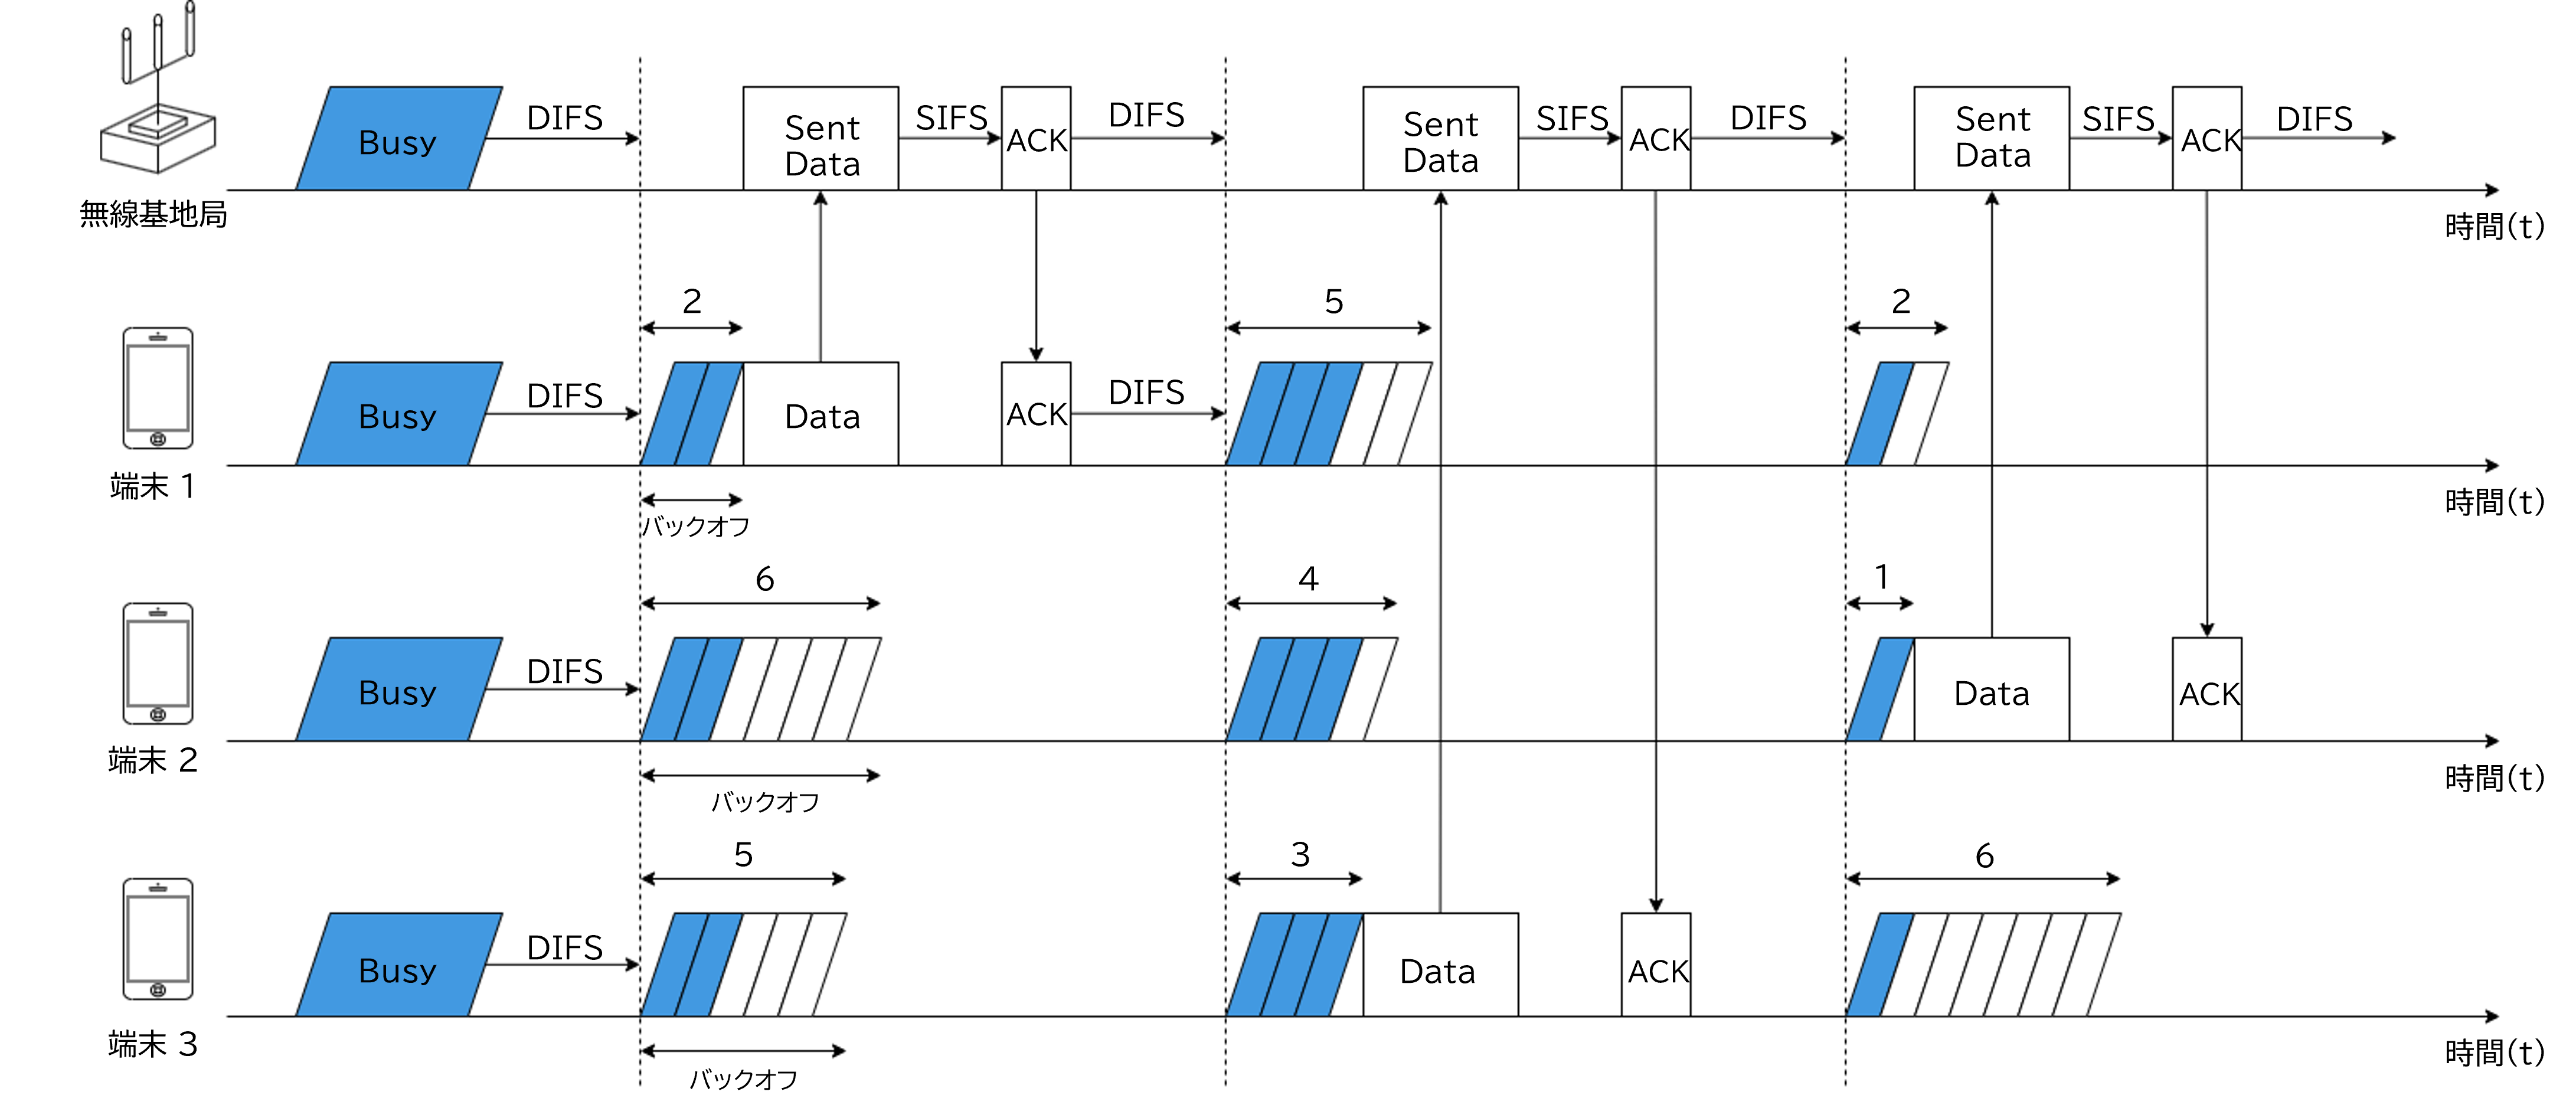 Busy
DIFS
Sent
Data
SIFS
ACK
DIFS
Sent
Data
SIFS
ACK
DIFS
Sent
Data
SIFS
ACK
DIFS
無線基地局
時間(t)
2
5
2
Busy
DIFS
Data
ACK
DIFS
端末 1
時間(t)
バックオフ
6
4
1
Busy
DIFS
Data
ACK
端末 2
時間(t)
バックオフ
5
3
6
Busy
DIFS
Data
ACK
端末 3
時間(t)
バックオフ